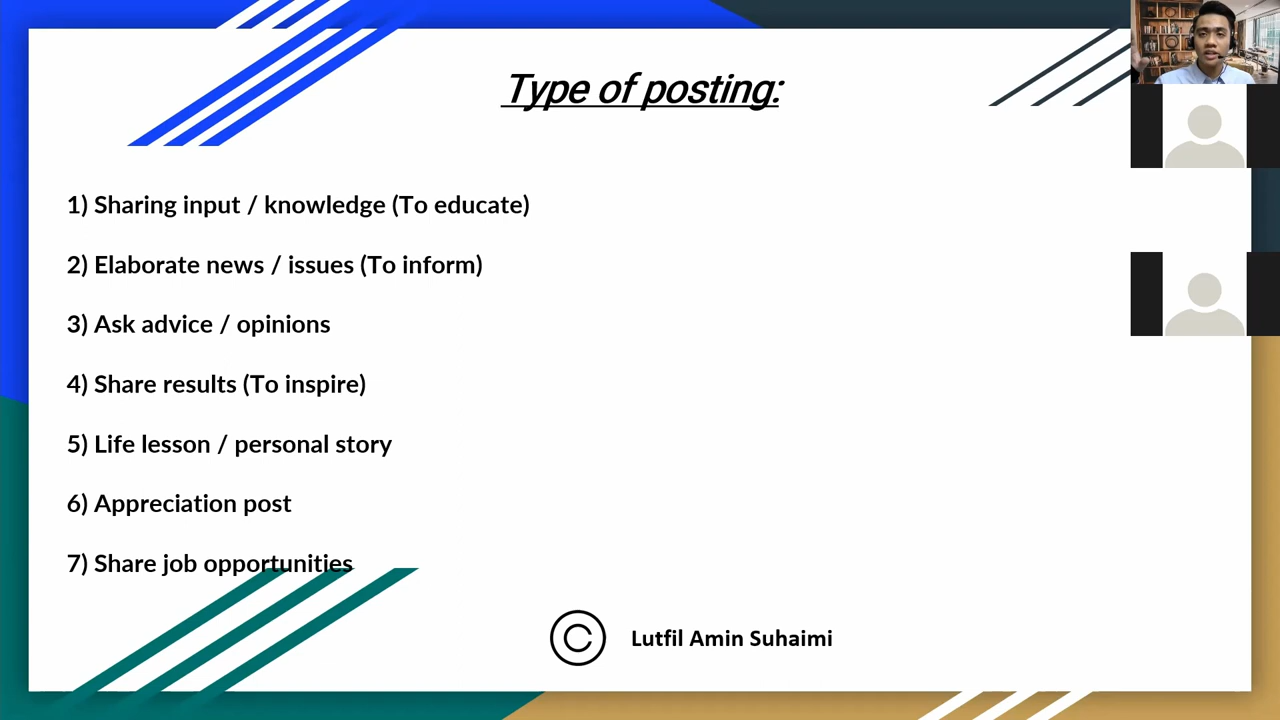 Type of posting:
1) Sharing input / knowledge (To educate)
2) Elaborate news / issues (To inform)
3) Ask advice / opinions
4) Share results (To inspire)
5) Life lesson / personal story
6) Appreciation post
7) Share job opportunities
© Lutfil Amin Suhaimi